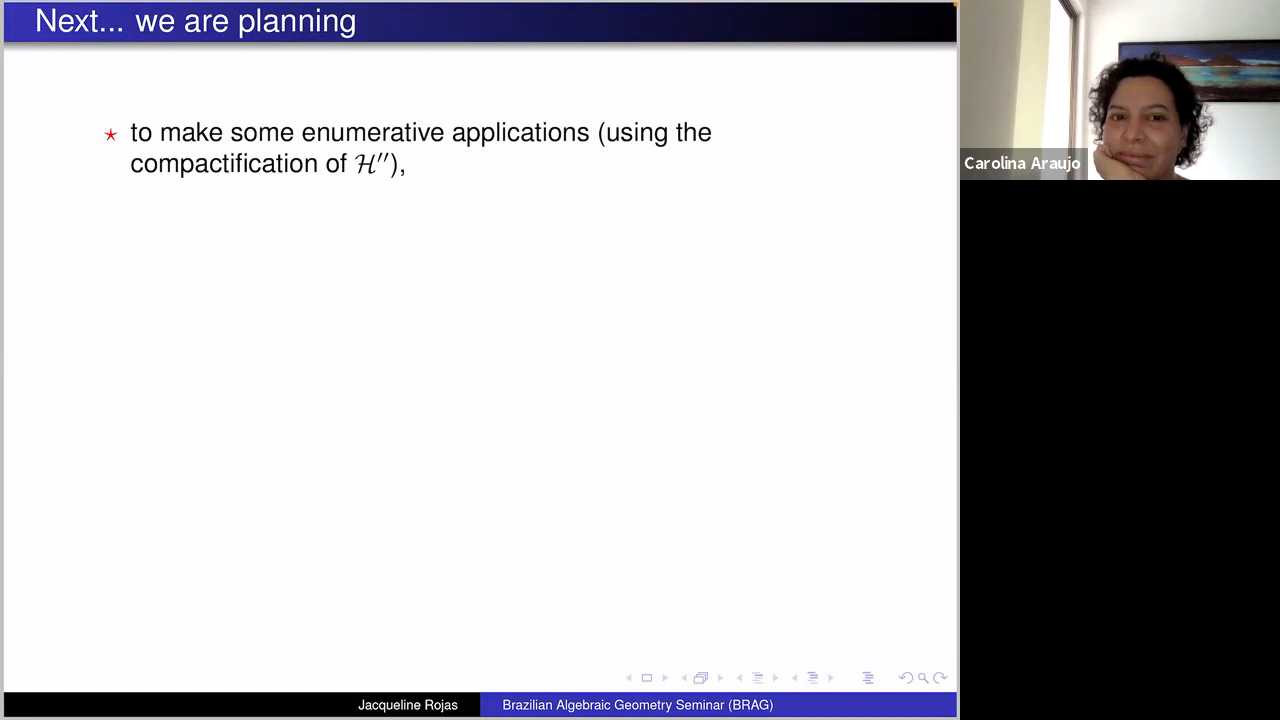 Next... we are planning
⋆ to make some enumerative applications (using the
compactification of ℋ′′),
Carolina Araujo
Jacqueline Rojas
Brazilian Algebraic Geometry Seminar (BRAG)